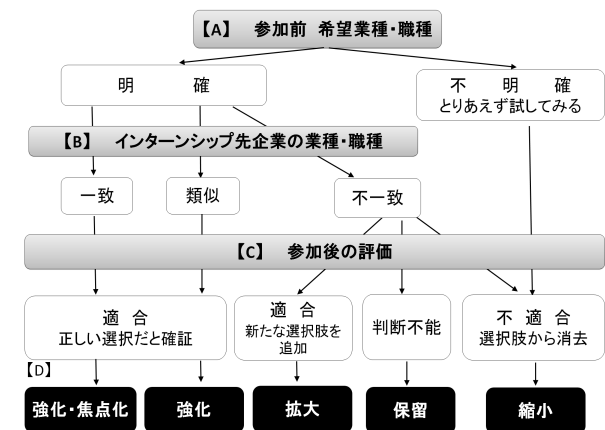 【A】 参加前 希望業種・職種
明 確
不 明 確
とりあえず試してみる
【B】 インターンシップ先企業の業種・職種
一致
類似
不一致
【C】 参加後の評価
適 合
正しい選択だと確証
適 合
新たな選択肢を
追加
判断不能
不 適 合
選択肢から消去
【D】
強化・焦点化
強化
拡大
保留
縮小